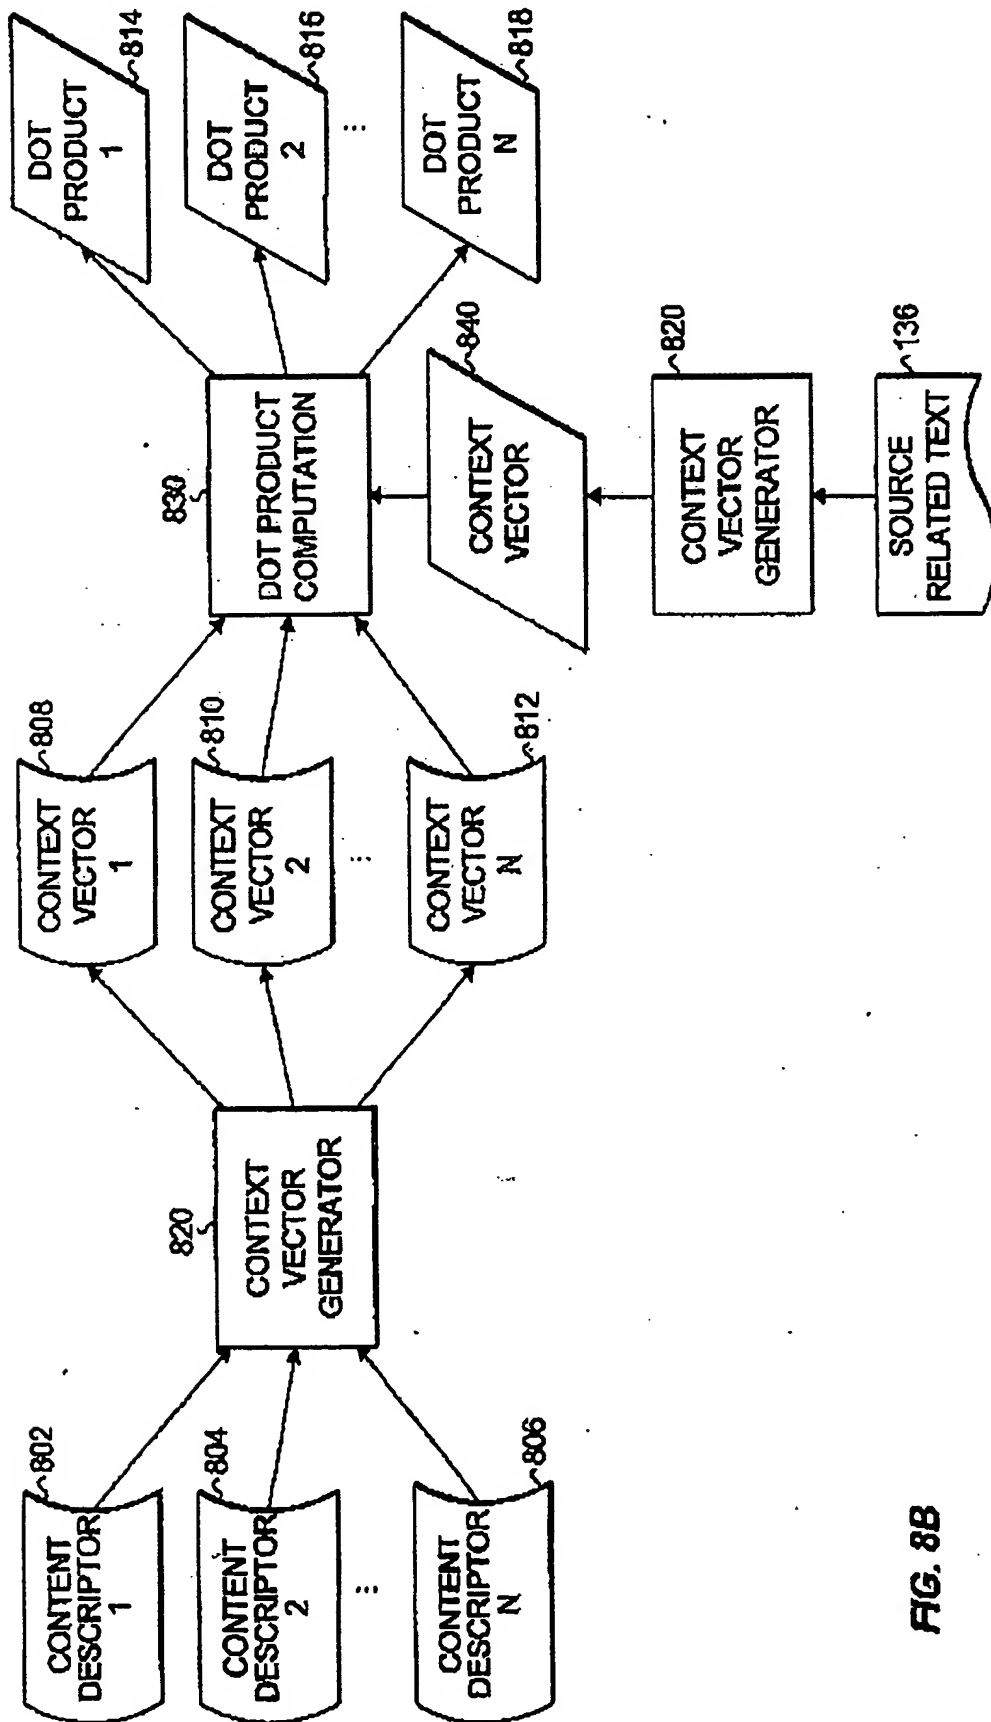 CONTENT
DESCRIPTOR
1
802
CONTENT
DESCRIPTOR
2
804
...
CONTENT
DESCRIPTOR
N
806
820
CONTEXT
VECTOR
GENERATOR
CONTEXT
VECTOR
1
808
CONTEXT
VECTOR
2
810
...
CONTEXT
VECTOR
N
812
830
DOT PRODUCT
COMPUTATION
DOT
PRODUCT
1
814
DOT
PRODUCT
2
816
...
DOT
PRODUCT
N
818
CONTEXT
VECTOR
840
CONTEXT
VECTOR
GENERATOR
820
SOURCE
RELATED TEXT
136
FIG. 8B